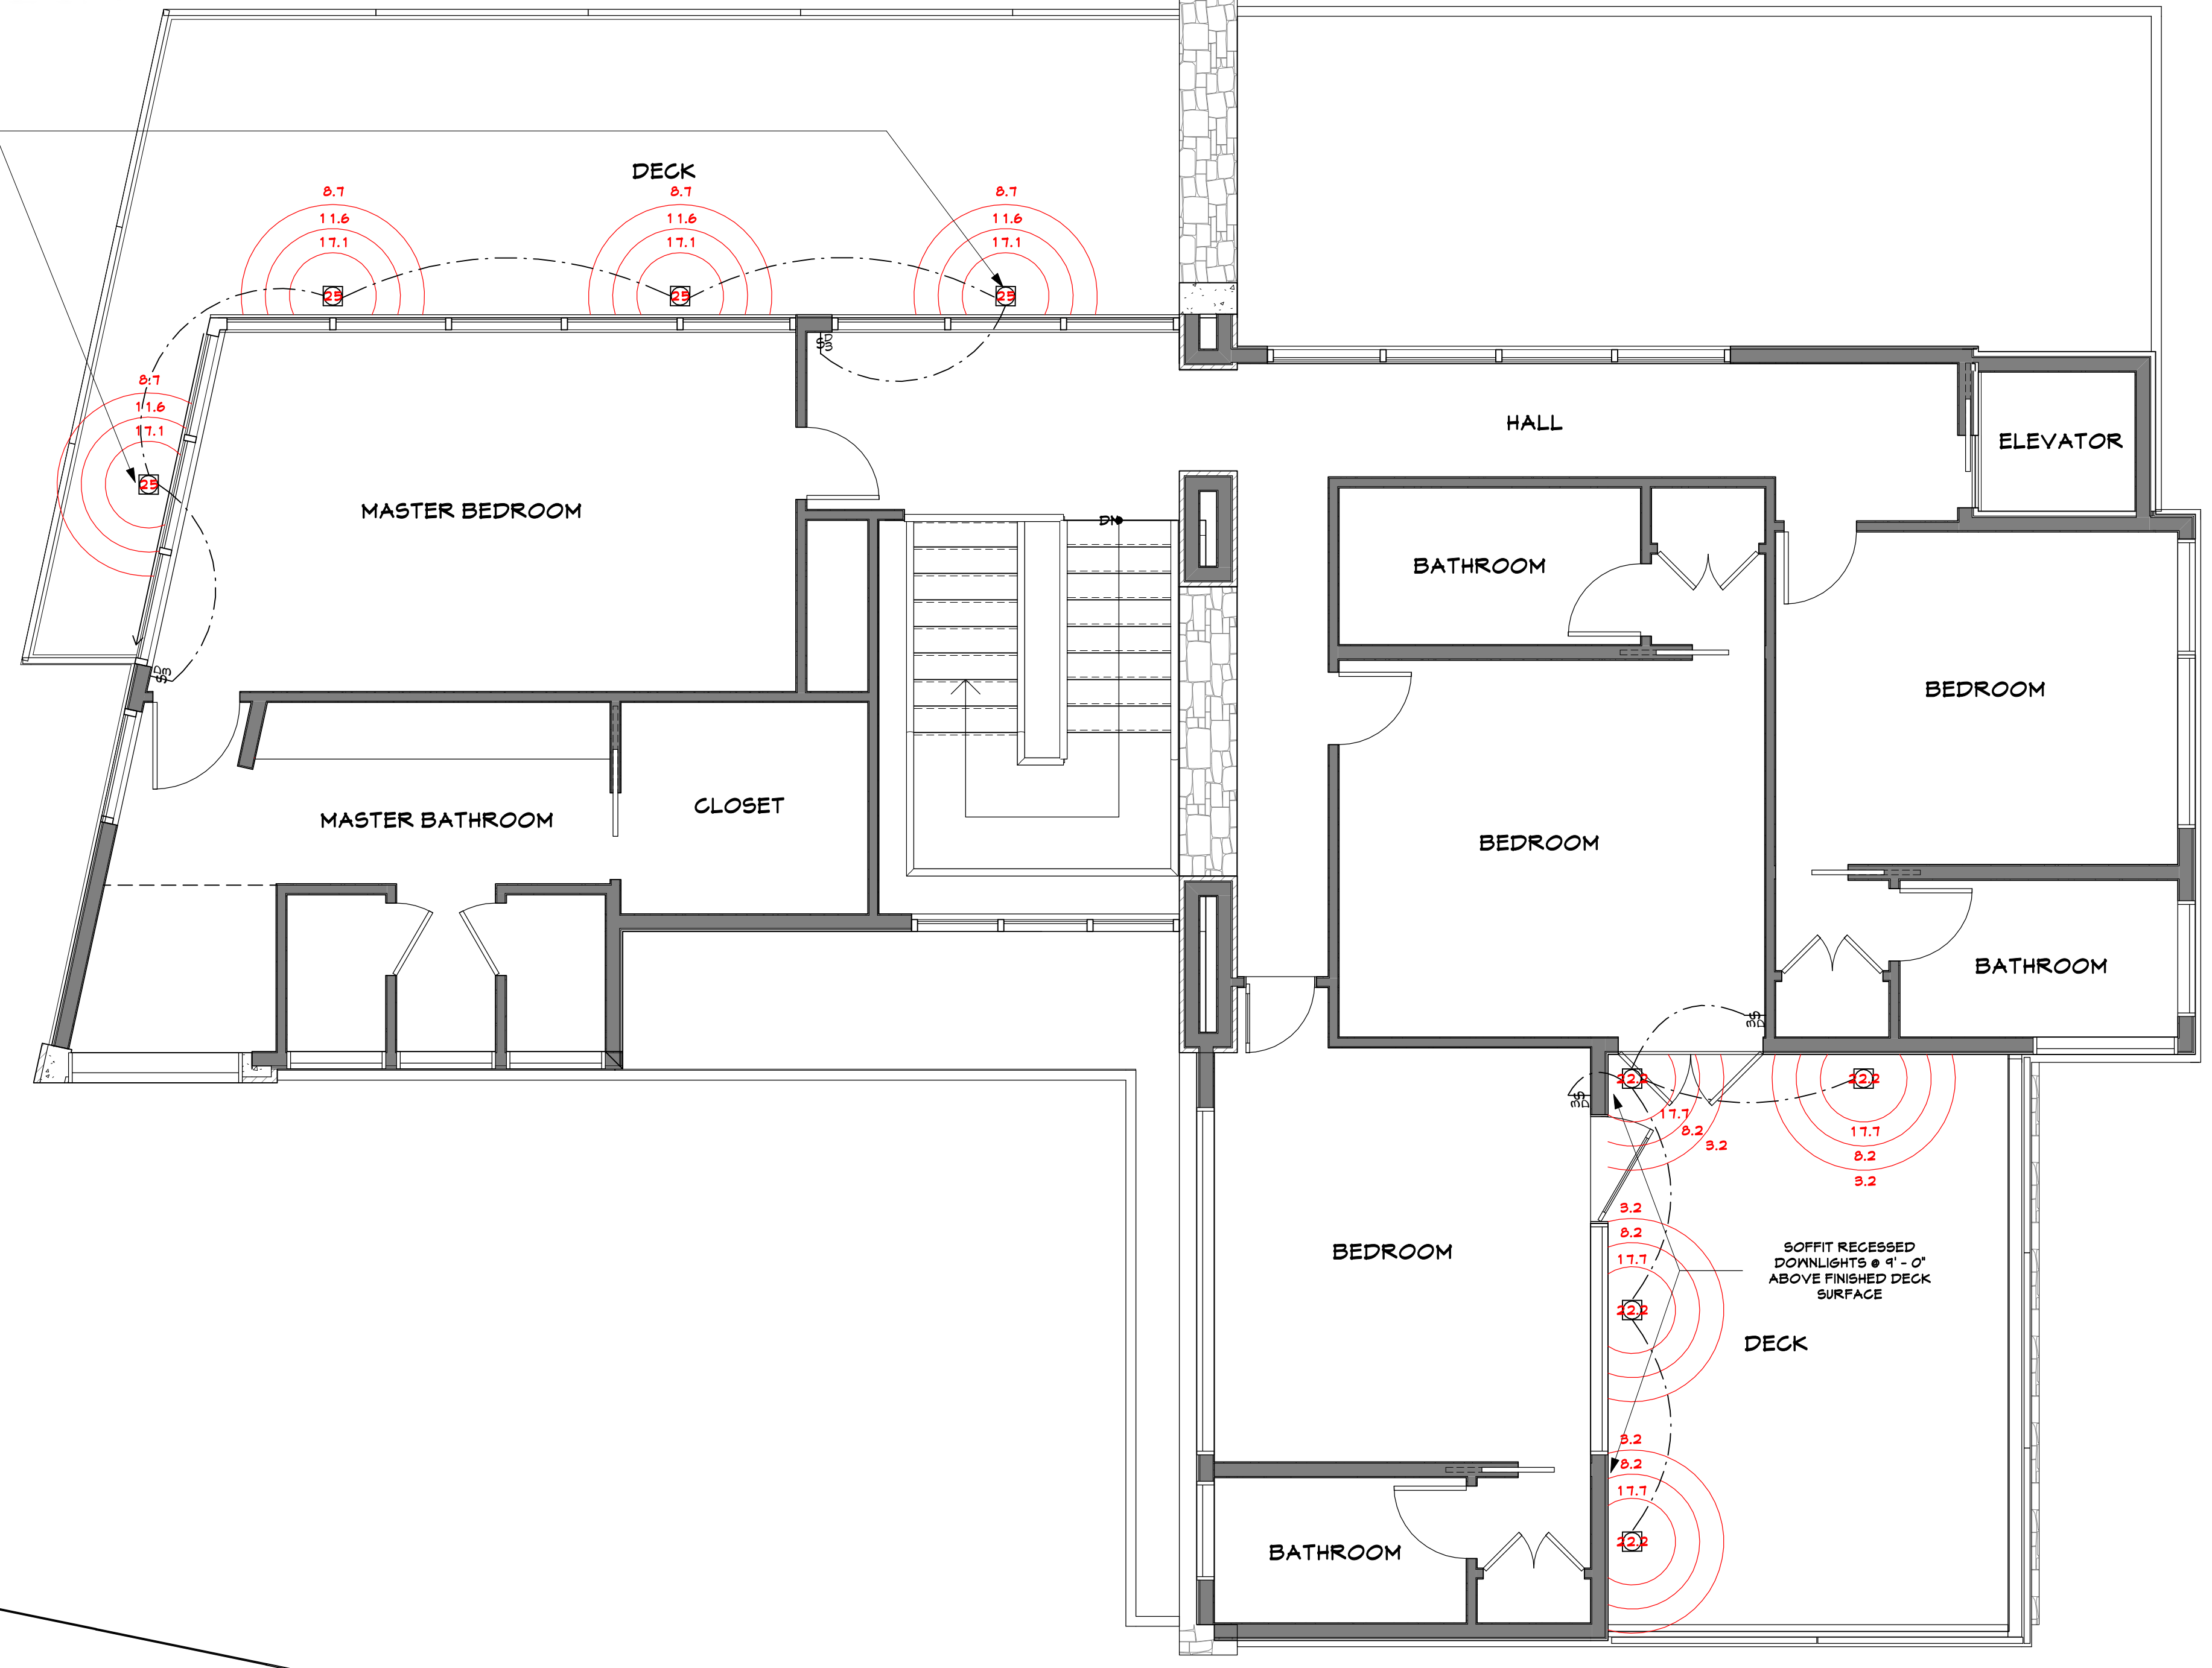 DECK
8.7
11.6
17.1
25
8.7
11.6
17.1
25
8.7
11.6
17.1
25
S
D
3
8.7
11.6
17.1
25
S
D
3
HALL
ELEVATOR
MASTER BEDROOM
DN
BATHROOM
BEDROOM
MASTER BATHROOM
CLOSET
BEDROOM
BATHROOM
S
D
3
S
D
3
22.2
17.7
8.2
3.2
22.2
17.7
8.2
3.2
3.2
8.2
17.7
22.2
BEDROOM
SOFFIT RECESSED
DOWNLIGHTS @ 9' - 0"
ABOVE FINISHED DECK
SURFACE
DECK
3.2
8.2
17.7
22.2
BATHROOM